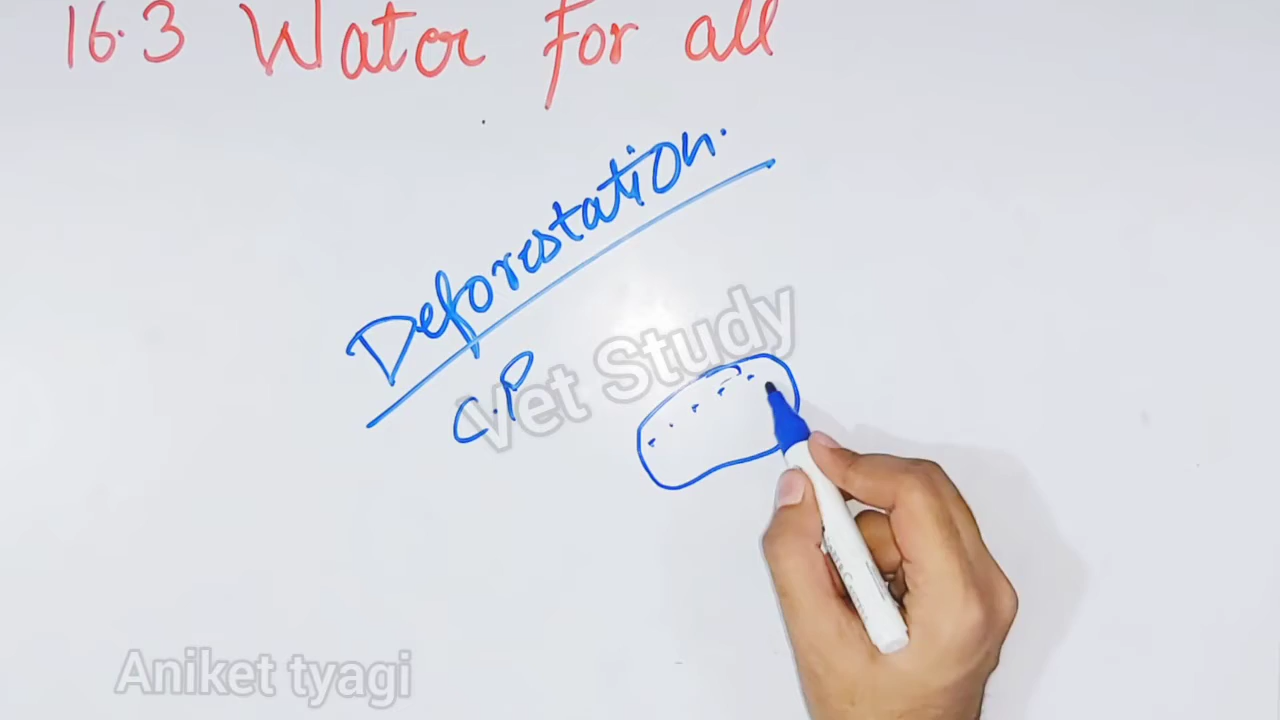 16.3 Water for all
Deforestation.
C.P
Vet Study
Aniket tyagi